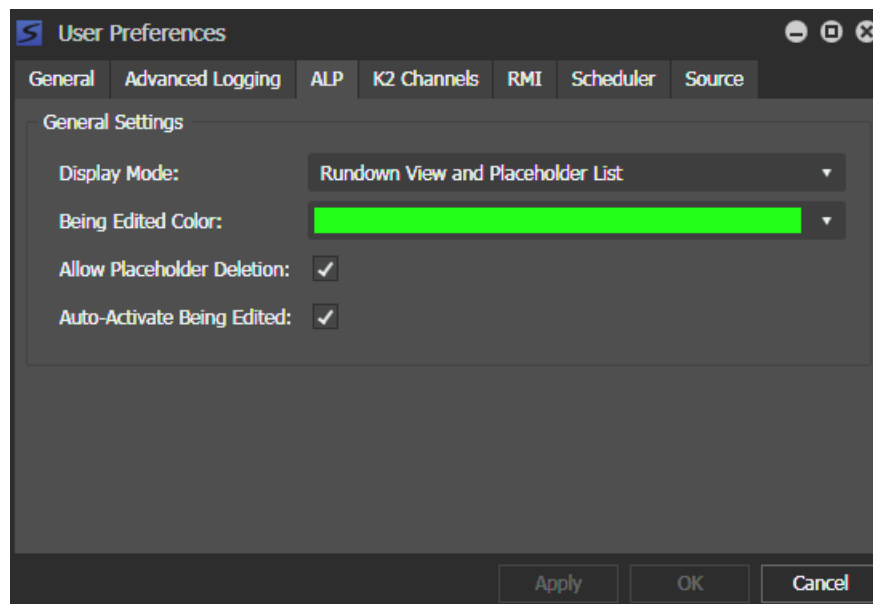 User Preferences
General Advanced Logging ALP K2 Channels RMI Scheduler Source
General Settings
Display Mode: Rundown View and Placeholder List
Being Edited Color:
Allow Placeholder Deletion:
Auto-Activate Being Edited:
Apply OK Cancel